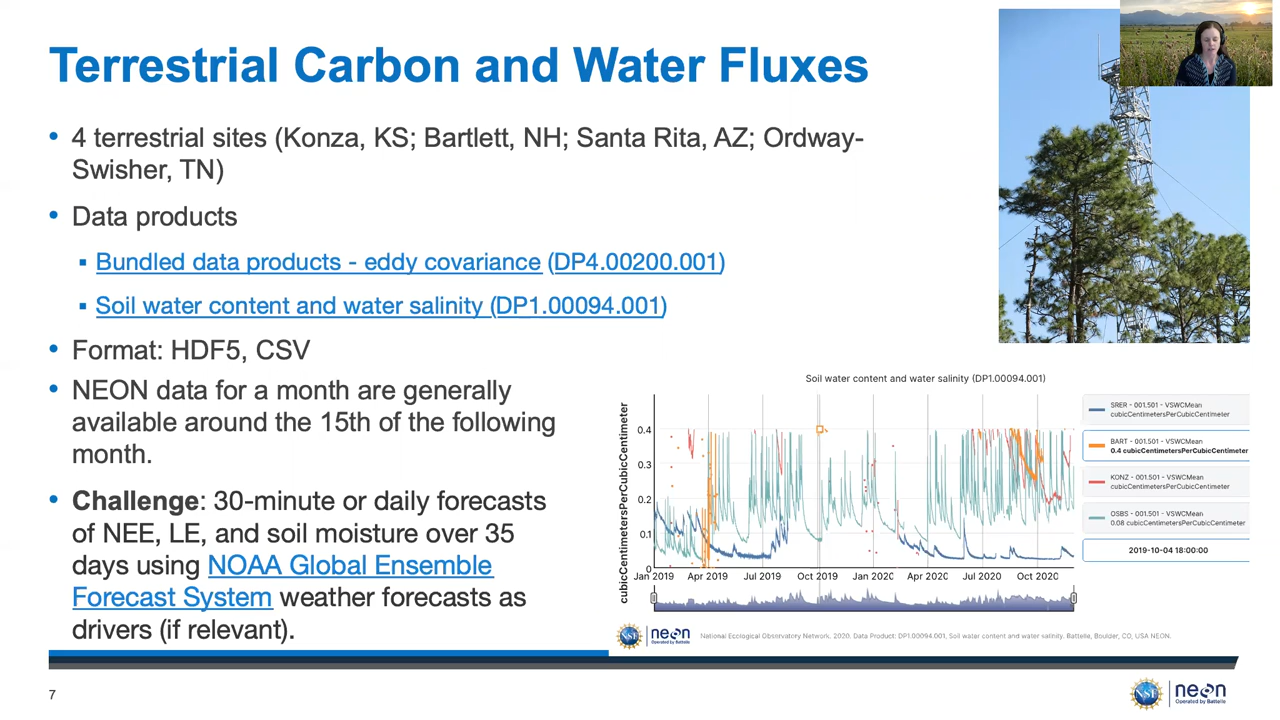 Terrestrial Carbon and Water Fluxes
• 4 terrestrial sites (Konza, KS; Bartlett, NH; Santa Rita, AZ; Ordway-
Swisher, TN)
• Data products
▪ Bundled data products - eddy covariance (DP4.00200.001)
▪ Soil water content and water salinity (DP1.00094.001)
• Format: HDF5, CSV
• NEON data for a month are generally
available around the 15th of the following
month.
• Challenge: 30-minute or daily forecasts
of NEE, LE, and soil moisture over 35
days using NOAA Global Ensemble
Forecast System weather forecasts as
drivers (if relevant).
Soil water content and water salinity (DP1.00094.001)
cubicCentimetersPerCubicCentimeter
0.4
0.3
0.2
0.1
0
Jan 2019 Apr 2019 Jul 2019 Oct 2019 Jan 2020 Apr 2020 Jul 2020 Oct 2020
SRER - 001.501 - VSWCMean
cubicCentimetersPerCubicCentimeter
BART - 001.501 - VSWCMean
0.4 cubicCentimetersPerCubicCentimeter
KONZ - 001.501 - VSWCMean
cubicCentimetersPerCubicCentimeter
OSBS - 001.501 - VSWCMean
0.08 cubicCentimetersPerCubicCentimeter
2019-10-04 18:00:00
NSF neon
Operated by Battelle
National Ecological Observatory Network. 2020. Data Product: DP1.00094.001, Soil water content and water salinity. Battelle, Boulder, CO, USA NEON.
7
NSF neon
Operated by Battelle